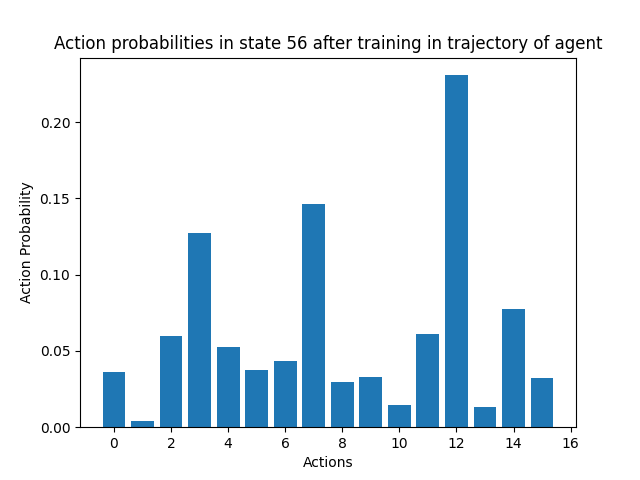 Action probabilities in state 56 after training in trajectory of agent
0.20
0.15
0.10
0.05
0.00
Action Probability
0 2 4 6 8 10 12 14 16
Actions